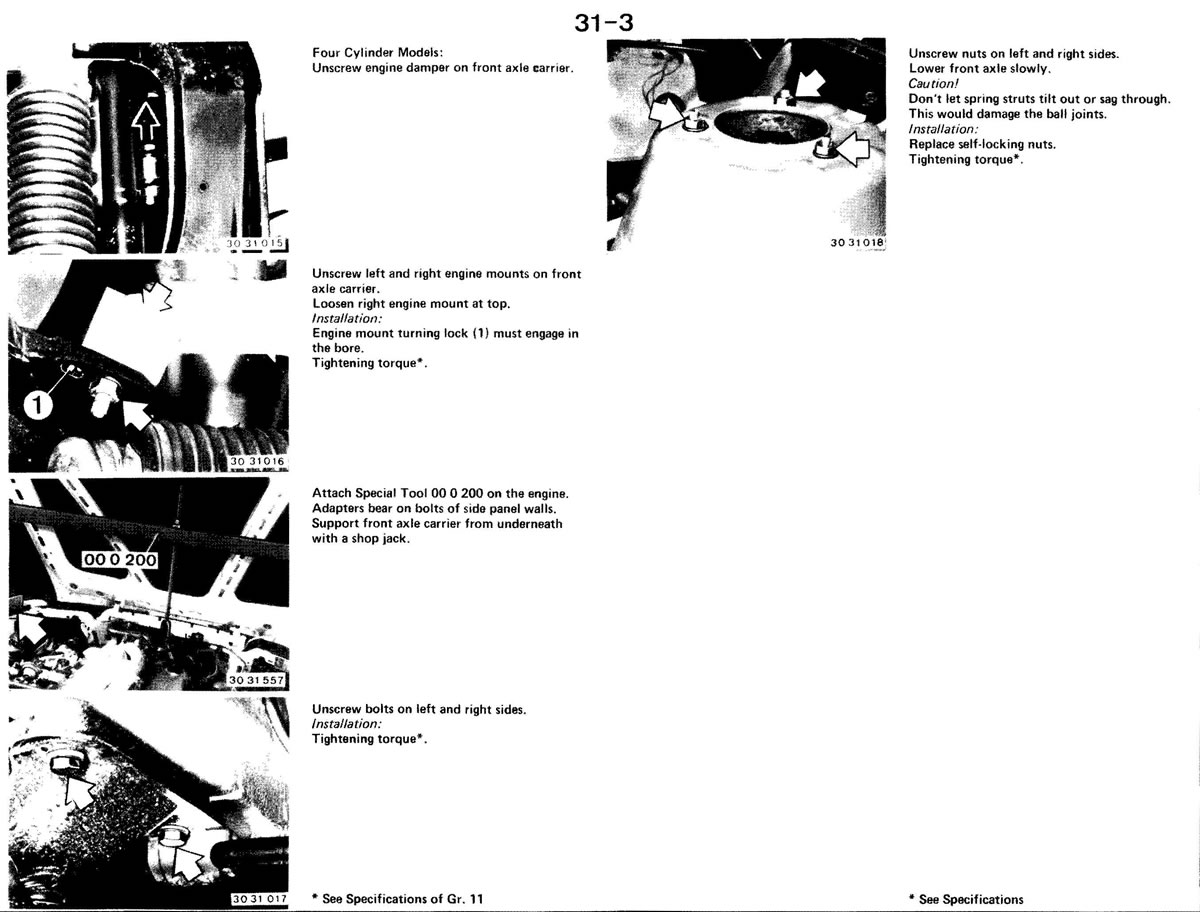 31-3
Four Cylinder Models:
Unscrew engine damper on front axle carrier.
30 31 015
Unscrew left and right engine mounts on front
axle carrier.
Loosen right engine mount at top.
Installation:
Engine mount turning lock (1) must engage in
the bore.
Tightening torque*.
1
30 31016
Attach Special Tool 00 0 200 on the engine.
Adapters bear on bolts of side panel walls.
Support front axle carrier from underneath
with a shop jack.
00 0 200
30 31 557
Unscrew bolts on left and right sides.
Installation:
Tightening torque*.
30 31 017
* See Specifications of Gr. 11
Unscrew nuts on left and right sides.
Lower front axle slowly.
Caution!
Don't let spring struts tilt out or sag through.
This would damage the ball joints.
Installation:
Replace self-locking nuts.
Tightening torque*.
30 31018
* See Specifications